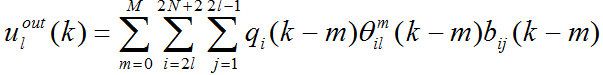 $u_l^{out}(k) = \sum_{m=0}^{M} \sum_{i=2l}^{2N+2} \sum_{j=1}^{2l-1} q_i(k-m)\theta_{il}^{m}(k-m)b_{ij}(k-m)$